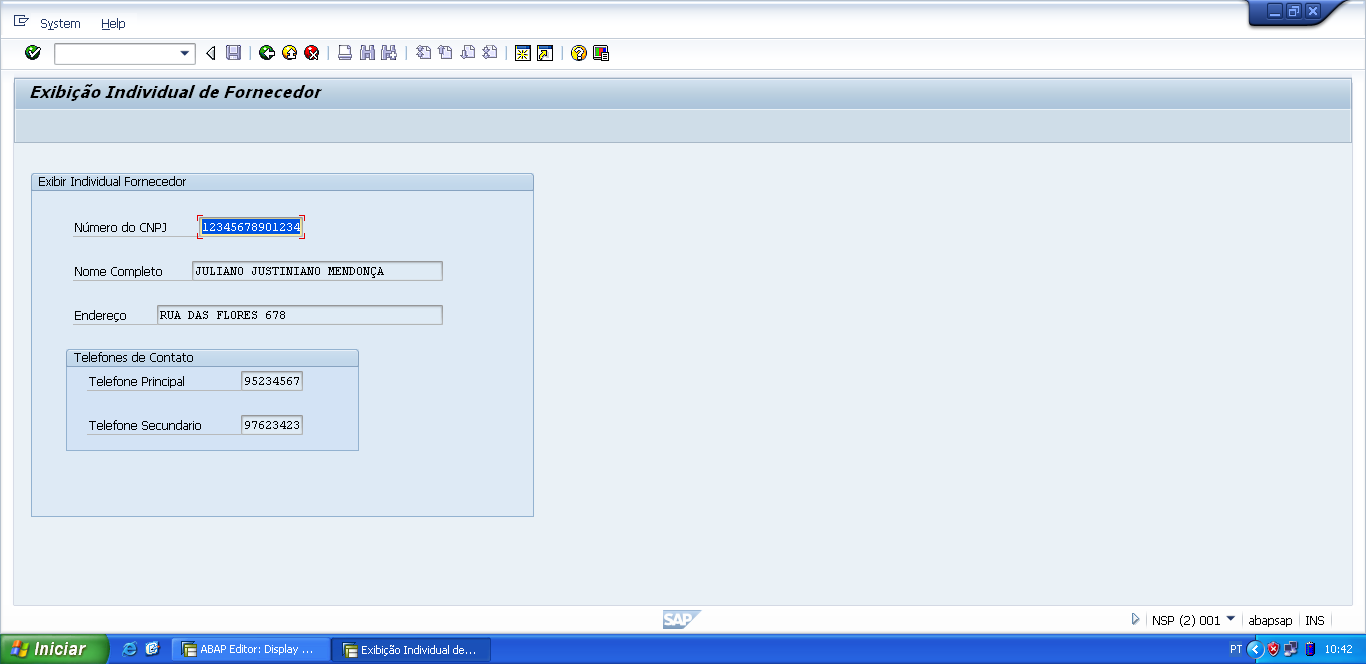 System Help
Exibição Individual de Fornecedor
Exibir Individual Fornecedor
Número do CNPJ 12345678901234
Nome Completo JULIANO JUSTINIANO MENDONÇA
Endereço RUA DAS FLORES 678
Telefones de Contato
Telefone Principal 95234567
Telefone Secundario 97623423
SAP NSP (2) 001 abapsap INS
Iniciar ABAP Editor: Display ... Exibição Individual de... PT 10:42